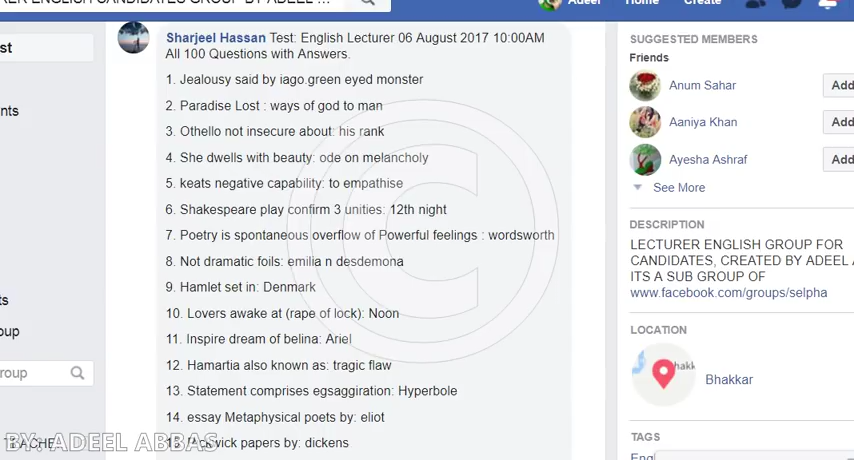 Adeel
Home
Create
Sharjeel Hassan Test: English Lecturer 06 August 2017 10:00AM
All 100 Questions with Answers.
1. Jealousy said by iago.green eyed monster
2. Paradise Lost : ways of god to man
3. Othello not insecure about: his rank
4. She dwells with beauty: ode on melancholy
5. keats negative capability: to empathise
6. Shakespeare play confirm 3 unities: 12th night
7. Poetry is spontaneous overflow of Powerful feelings : wordsworth
8. Not dramatic foils: emilia n desdemona
9. Hamlet set in: Denmark
10. Lovers awake at (rape of lock): Noon
11. Inspire dream of belina: Ariel
12. Hamartia also known as: tragic flaw
13. Statement comprises egsaggiration: Hyperbole
14. essay Metaphysical poets by: eliot
papers by: dickens
BY: ADEEL ABBAS
SUGGESTED MEMBERS
Friends
Anum Sahar
Add
Aaniya Khan
Add
Ayesha Ashraf
Add
See More
DESCRIPTION
LECTURER ENGLISH GROUP FOR
CANDIDATES, CREATED BY ADEEL
ITS A SUB GROUP OF
www.facebook.com/groups/selpha
LOCATION
Bhakkar
TAGS